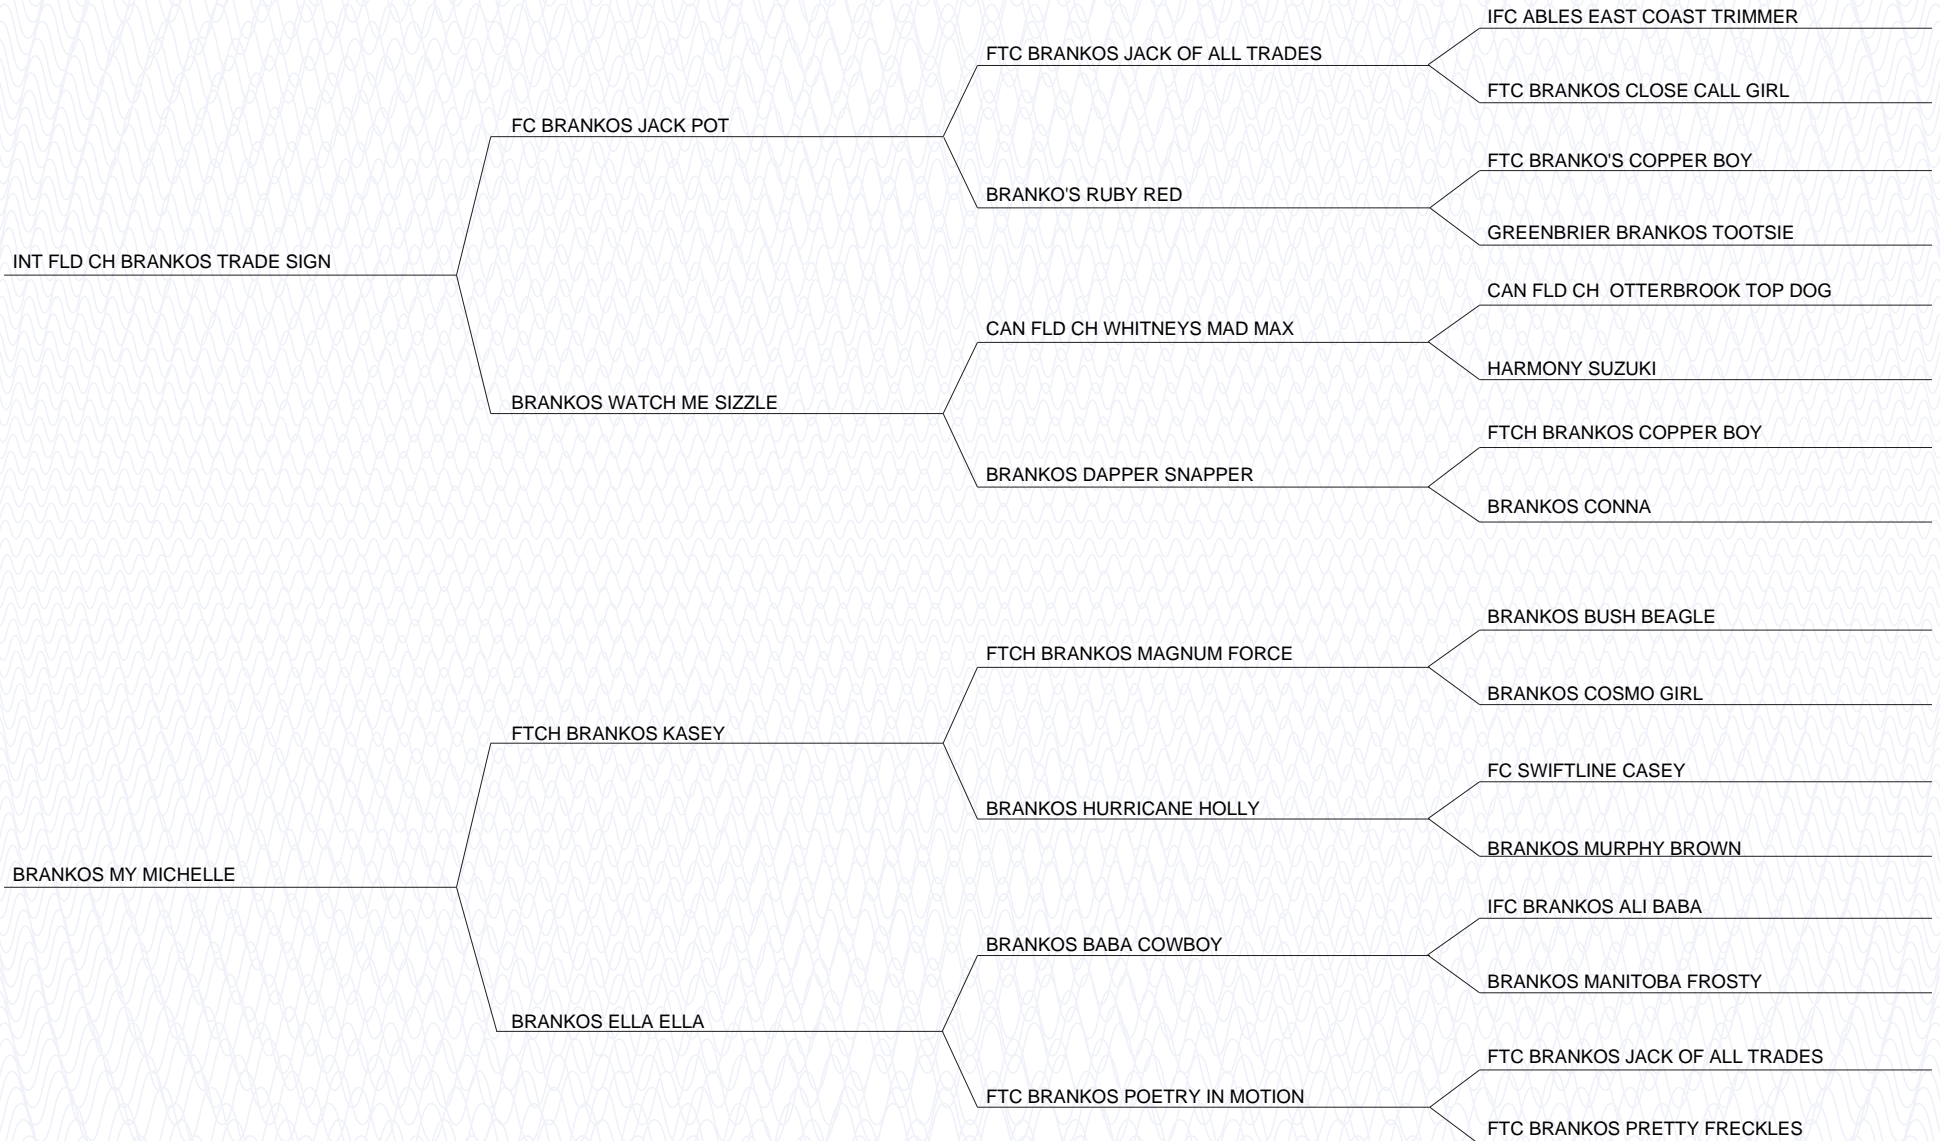 INT FLD CH BRANKOS TRADE SIGN
FC BRANKOS JACK POT
FTC BRANKOS JACK OF ALL TRADES
IFC ABLES EAST COAST TRIMMER
FTC BRANKOS CLOSE CALL GIRL
BRANKO'S RUBY RED
FTC BRANKO'S COPPER BOY
GREENBRIER BRANKOS TOOTSIE
BRANKOS WATCH ME SIZZLE
CAN FLD CH WHITNEYS MAD MAX
CAN FLD CH  OTTERBROOK TOP DOG
HARMONY SUZUKI
BRANKOS DAPPER SNAPPER
FTCH BRANKOS COPPER BOY
BRANKOS CONNA
BRANKOS MY MICHELLE
FTCH BRANKOS KASEY
FTCH BRANKOS MAGNUM FORCE
BRANKOS BUSH BEAGLE
BRANKOS COSMO GIRL
BRANKOS HURRICANE HOLLY
FC SWIFTLINE CASEY
BRANKOS MURPHY BROWN
BRANKOS ELLA ELLA
BRANKOS BABA COWBOY
IFC BRANKOS ALI BABA
BRANKOS MANITOBA FROSTY
FTC BRANKOS POETRY IN MOTION
FTC BRANKOS JACK OF ALL TRADES
FTC BRANKOS PRETTY FRECKLES